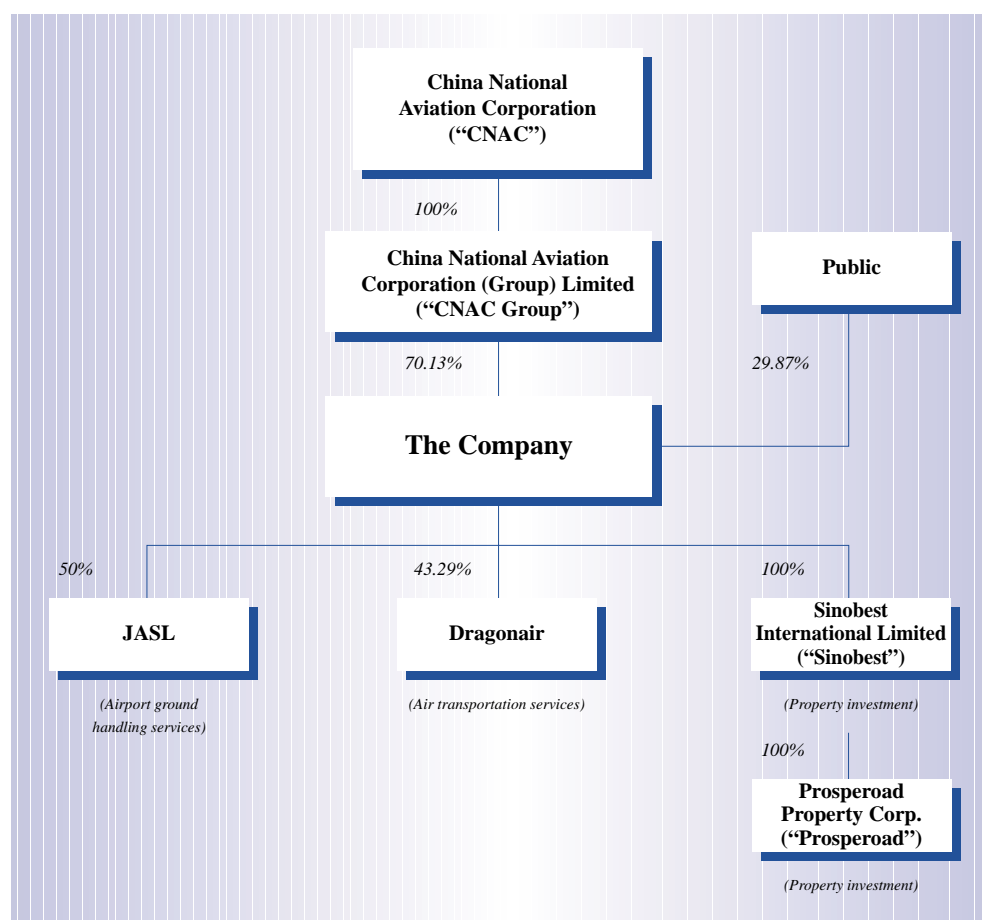 China National
Aviation Corporation
(“CNAC”)
100%
China National Aviation
Corporation (Group) Limited
(“CNAC Group”)
Public
70.13%
29.87%
The Company
50%
43.29%
100%
JASL
Dragonair
Sinobest
International Limited
(“Sinobest”)
(Airport ground
handling services)
(Air transportation services)
(Property investment)
100%
Prosperoad
Property Corp.
(“Prosperoad”)
(Property investment)